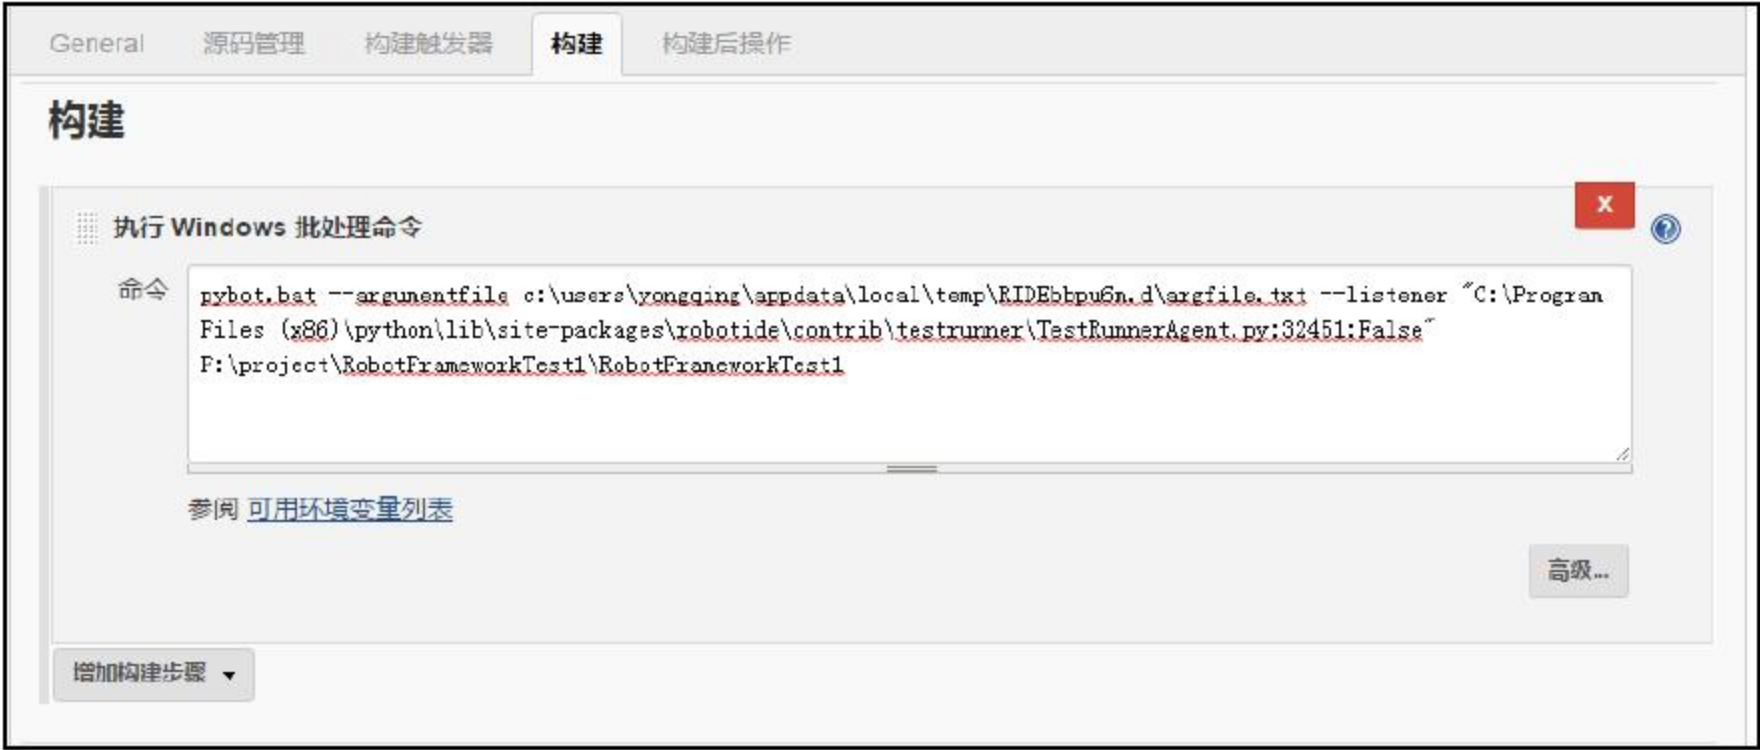 General 源码管理 构建触发器 构建 构建后操作
构建
X
执行 Windows 批处理命令
命令
pybot.bat --argumentfile c:\users\yongqing\appdata\local\temp\RIDEbbpu6n.d\argfile.txt --listener "C:\Program
Files (x86)\python\lib\site-packages\robotide\contrib\testrunner\TestRunnerAgent.py:32451:False"
F:\project\RobotFrameworkTest1\RobotFrameworkTest1
参阅 可用环境变量列表
高级...
增加构建步骤